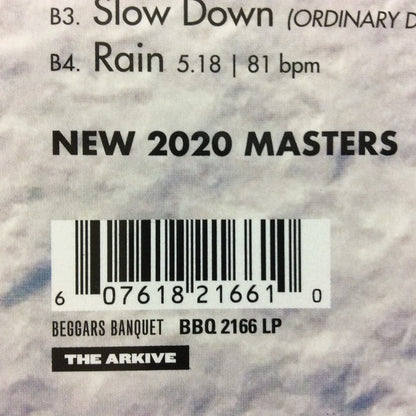 B3. Slow Down (ORDINARY D
B4. Rain 5.18 | 81 bpm
NEW 2020 MASTERS
6 07618 21661 0
BEGGARS BANQUET BBQ 2166 LP
THE ARKIVE